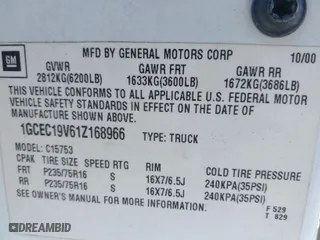 GM
MFD BY GENERAL MOTORS CORP 10/00
GVWR GAWR FRT GAWR RR
2812KG(6200LB) 1633KG(3600LB) 1672KG(3686LB)
THIS VEHICLE CONFORMS TO ALL APPLICABLE U.S. FEDERAL MOTOR
VEHICLE SAFETY STANDARDS IN EFFECT ON THE DATE OF
MANUFACTURE SHOWN ABOVE.
1GCEC19V61Z168966 TYPE: TRUCK
MODEL: C15753
CPAK TIRE SIZE SPEED RTG RIM COLD TIRE PRESSURE
FRT P235/75R16 S 16X7/6.5J 240KPA(35PSI)
RR P235/75R16 S 16X7/6.5J 240KPA(35PSI)
SEE OWNER'S MANUAL FOR MORE INFORMATION. F 529
T 829
AUTOBIDMASTER